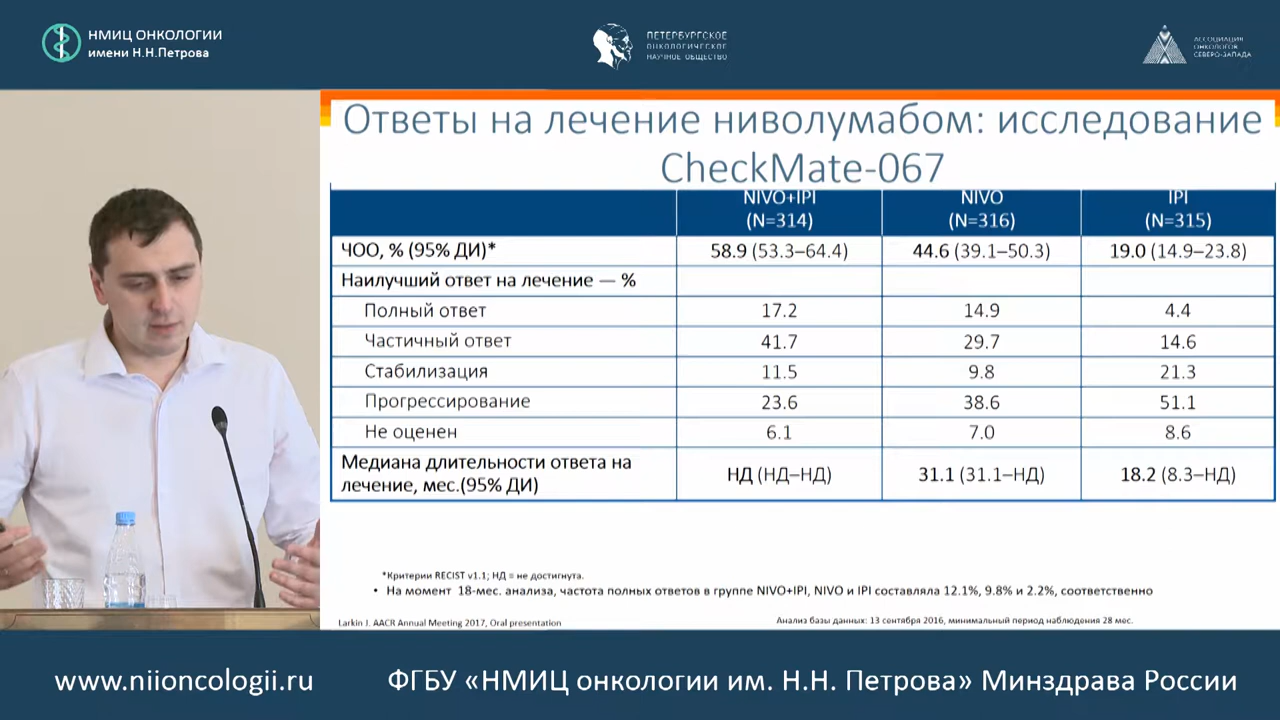 НМИЦ ОНКОЛОГИИ
имени Н.Н.Петрова
ПЕТЕРБУРГСКОЕ
ОНКОЛОГИЧЕСКОЕ
НАУЧНОЕ ОБЩЕСТВО
АССОЦИАЦИЯ
ОНКОЛОГОВ
СЕВЕРО-ЗАПАДА
Ответы на лечение ниволумабом: исследование
CheckMate-067
NIVO+IPI NIVO IPI
(N=314) (N=316) (N=315)
ЧОО, % (95% ДИ)* 58.9 (53.3–64.4) 44.6 (39.1–50.3) 19.0 (14.9–23.8)
Наилучший ответ на лечение — %
Полный ответ 17.2 14.9 4.4
Частичный ответ 41.7 29.7 14.6
Стабилизация 11.5 9.8 21.3
Прогрессирование 23.6 38.6 51.1
Не оценен 6.1 7.0 8.6
Медиана длительности ответа на
лечение, мес.(95% ДИ) НД (НД–НД) 31.1 (31.1–НД) 18.2 (8.3–НД)
*Критерии RECIST v1.1; НД = не достигнута.
• На момент 18-мес. анализа, частота полных ответов в группе NIVO+IPI, NIVO и IPI составляла 12.1%, 9.8% и 2.2%, соответственно
Larkin J. AACR Annual Meeting 2017, Oral presentation
Анализ базы данных: 13 сентября 2016, минимальный период наблюдения 28 мес.
www.niioncologii.ru
ФГБУ «НМИЦ онкологии им. Н.Н. Петрова» Минздрава России